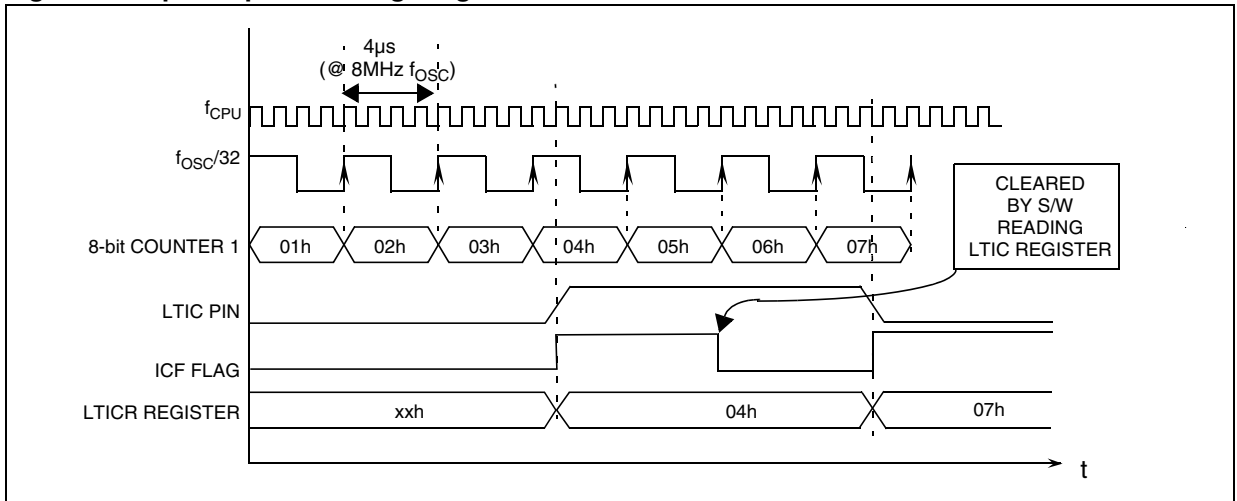 4µs
(@ 8MHz fOSC)
fCPU
fOSC/32
CLEARED
BY S/W
READING
LTIC REGISTER
8-bit COUNTER 1
01h
02h
03h
04h
05h
06h
07h
LTIC PIN
ICF FLAG
LTICR REGISTER
xxh
04h
07h
t